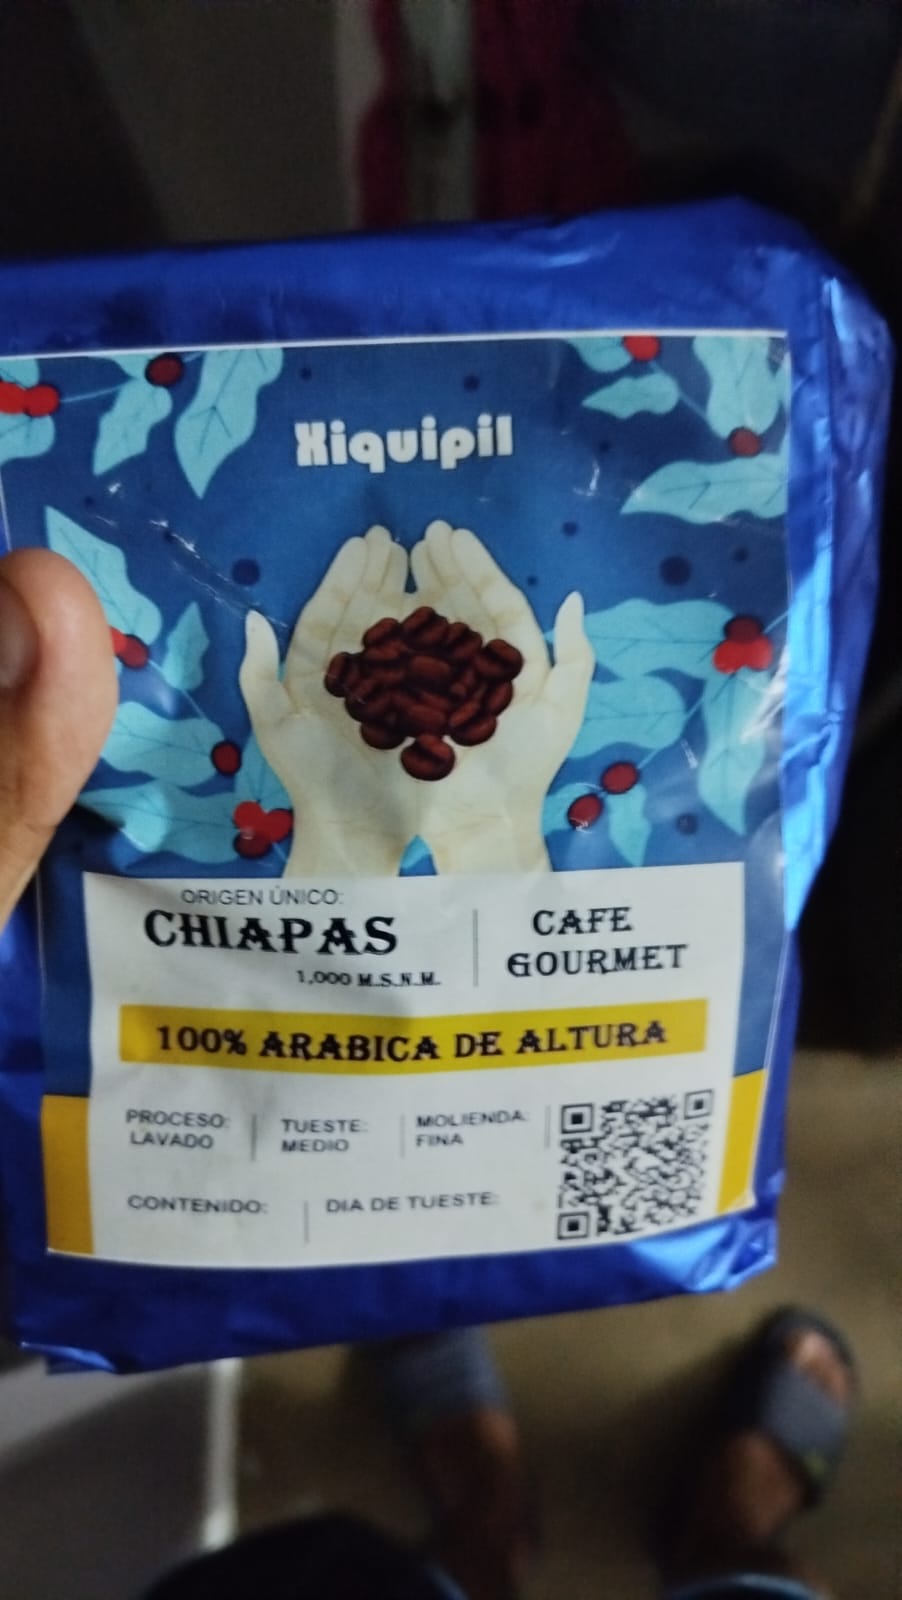 Xiquipil
ORIGEN ÚNICO:
CHIAPAS
1,000 M.S.N.M.
CAFE
GOURMET
100% ARABICA DE ALTURA
PROCESO:
LAVADO
TUESTE:
MEDIO
MOLIENDA:
FINA
CONTENIDO:
DIA DE TUESTE: